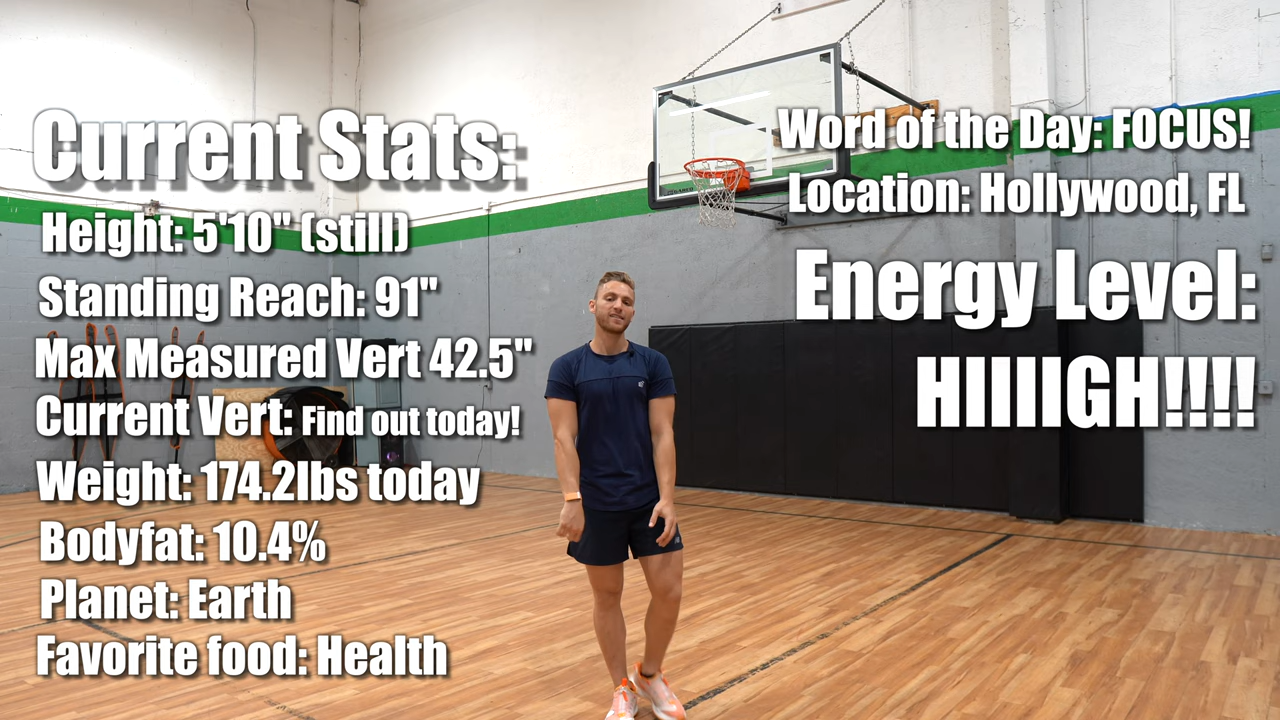 Current Stats:
Height: 5'10" (still)
Standing Reach: 91"
Max Measured Vert 42.5"
Current Vert: Find out today!
Weight: 174.2lbs today
Bodyfat: 10.4%
Planet: Earth
Favorite food: Health
Word of the Day: FOCUS!
Location: Hollywood, FL
Energy Level:
HIIIIGH!!!!